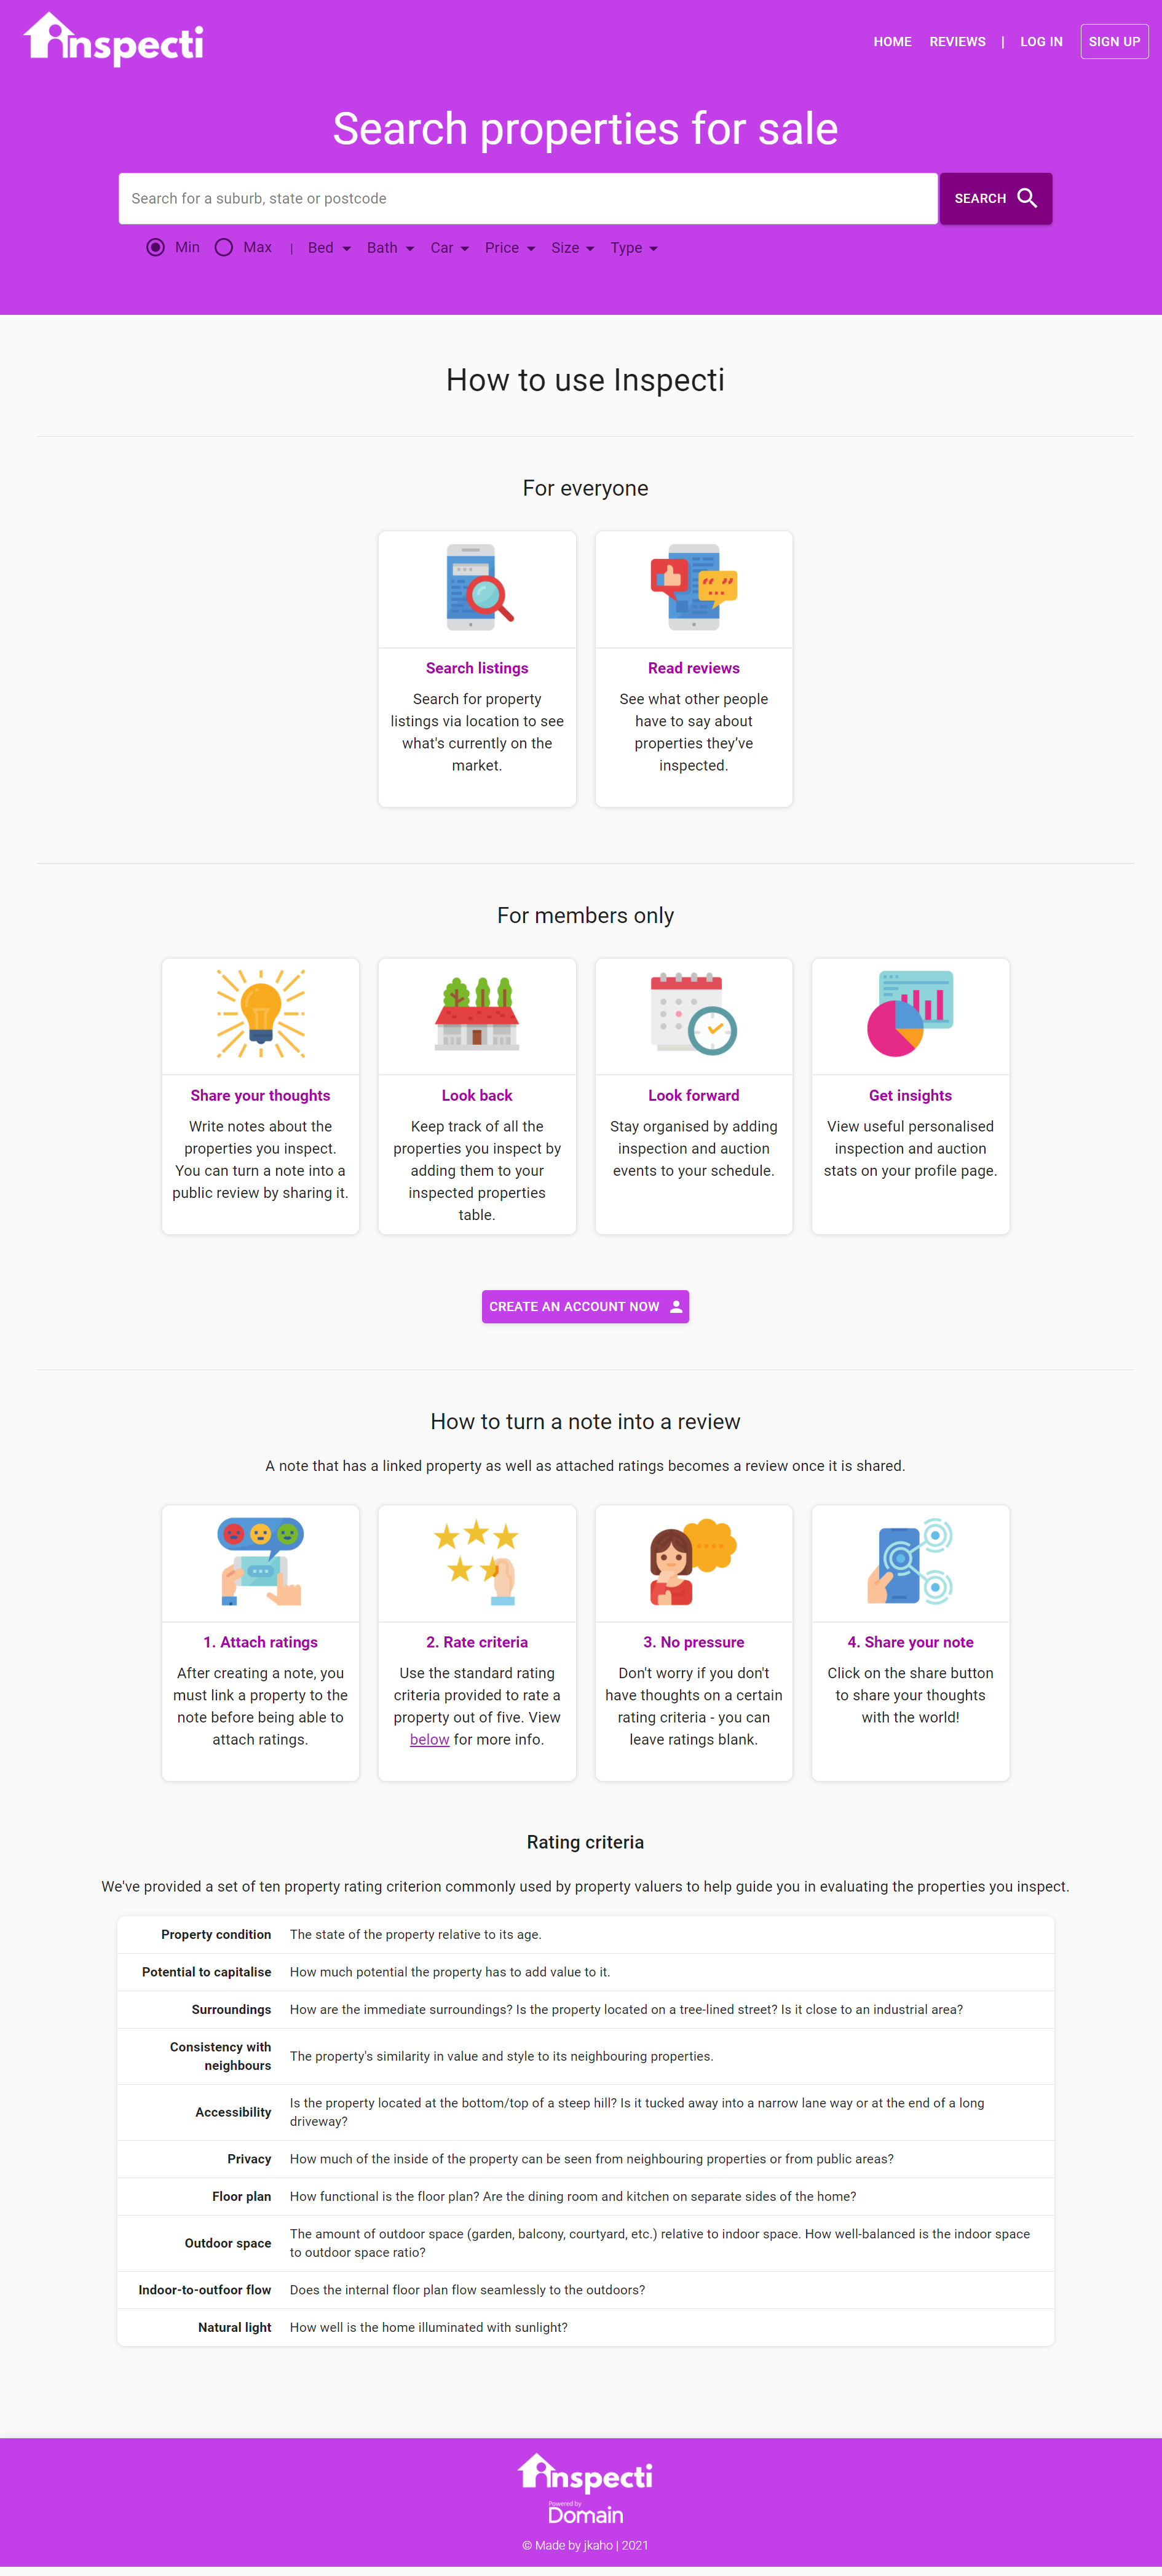 inspecti
HOME REVIEWS | LOG IN SIGN UP
Search properties for sale
Search for a suburb, state or postcode
SEARCH
Min Max | Bed Bath Car Price Size Type
How to use Inspecti
For everyone
Search listings
Search for property
listings via location to see
what's currently on the
market.
Read reviews
See what other people
have to say about
properties they’ve
inspected.
For members only
Share your thoughts
Write notes about the
properties you inspect.
You can turn a note into a
public review by sharing it.
Look back
Keep track of all the
properties you inspect by
adding them to your
inspected properties
table.
Look forward
Stay organised by adding
inspection and auction
events to your schedule.
Get insights
View useful personalised
inspection and auction
stats on your profile page.
CREATE AN ACCOUNT NOW
How to turn a note into a review
A note that has a linked property as well as attached ratings becomes a review once it is shared.
1. Attach ratings
After creating a note, you
must link a property to the
note before being able to
attach ratings.
2. Rate criteria
Use the standard rating
criteria provided to rate a
property out of five. View
below for more info.
3. No pressure
Don't worry if you don't
have thoughts on a certain
rating criteria - you can
leave ratings blank.
4. Share your note
Click on the share button
to share your thoughts
with the world!
Rating criteria
We've provided a set of ten property rating criterion commonly used by property valuers to help guide you in evaluating the properties you inspect.
Property condition The state of the property relative to its age.
Potential to capitalise How much potential the property has to add value to it.
Surroundings How are the immediate surroundings? Is the property located on a tree-lined street? Is it close to an industrial area?
Consistency with
neighbours
The property's similarity in value and style to its neighbouring properties.
Accessibility
Is the property located at the bottom/top of a steep hill? Is it tucked away into a narrow lane way or at the end of a long
driveway?
Privacy How much of the inside of the property can be seen from neighbouring properties or from public areas?
Floor plan How functional is the floor plan? Are the dining room and kitchen on separate sides of the home?
Outdoor space
The amount of outdoor space (garden, balcony, courtyard, etc.) relative to indoor space. How well-balanced is the indoor space
to outdoor space ratio?
Indoor-to-outfoor flow Does the internal floor plan flow seamlessly to the outdoors?
Natural light How well is the home illuminated with sunlight?
inspecti
Powered by
Domain
© Made by jkaho | 2021